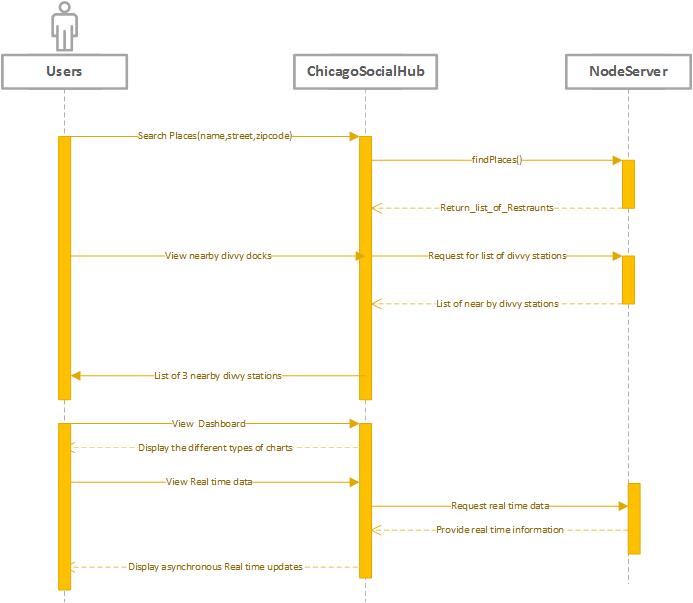 Users
ChicagoSocialHub
NodeServer
Search Places(name,street,zipcode)
findPlaces()
Return_list_of_Restraunts
View nearby divvy docks
Request for list of divvy stations
List of near by divvy stations
List of 3 nearby divvy stations
View Dashboard
Display the different types of charts
View Real time data
Request real time data
Provide real time information
Display asynchronous Real time updates